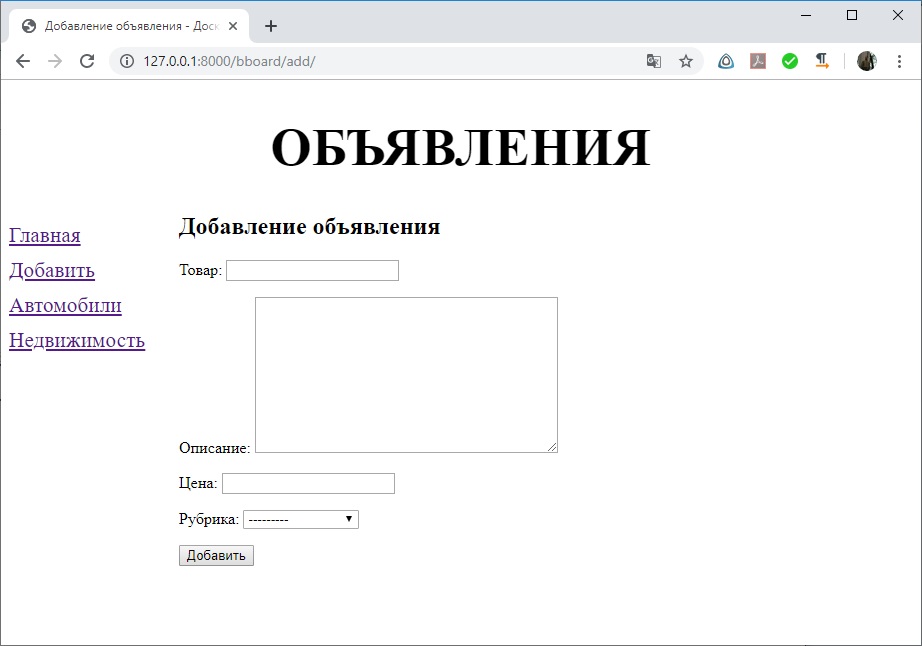 Добавление объявления - Доск
127.0.0.1:8000/bboard/add/
ОБЪЯВЛЕНИЯ
Главная
Добавить
Автомобили
Недвижимость
Добавление объявления
Товар:
Описание:
Цена:
Рубрика: ---------
Добавить